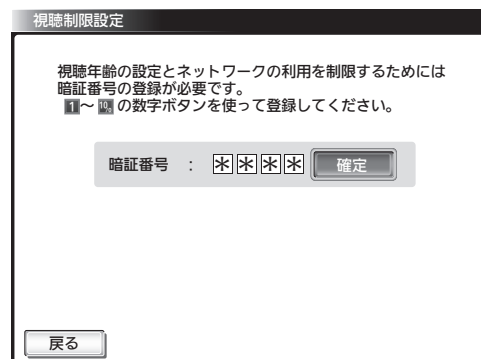 視聴制限設定
視聴年齢の設定とネットワークの利用を制限するためには
暗証番号の登録が必要です。
1～10 の数字ボタンを使って登録してください。
暗証番号 : ＊＊＊＊ 確定
戻る